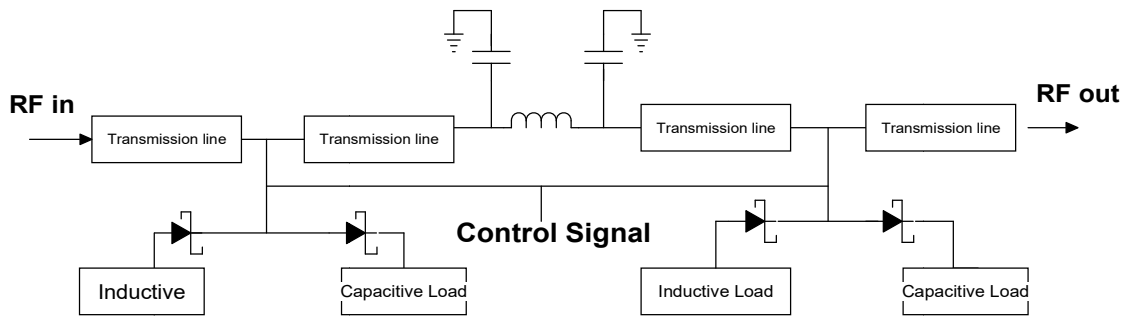 RF in
RF out
Transmission line
Transmission line
Transmission line
Transmission line
Control Signal
Inductive
Capacitive Load
Inductive Load
Capacitive Load